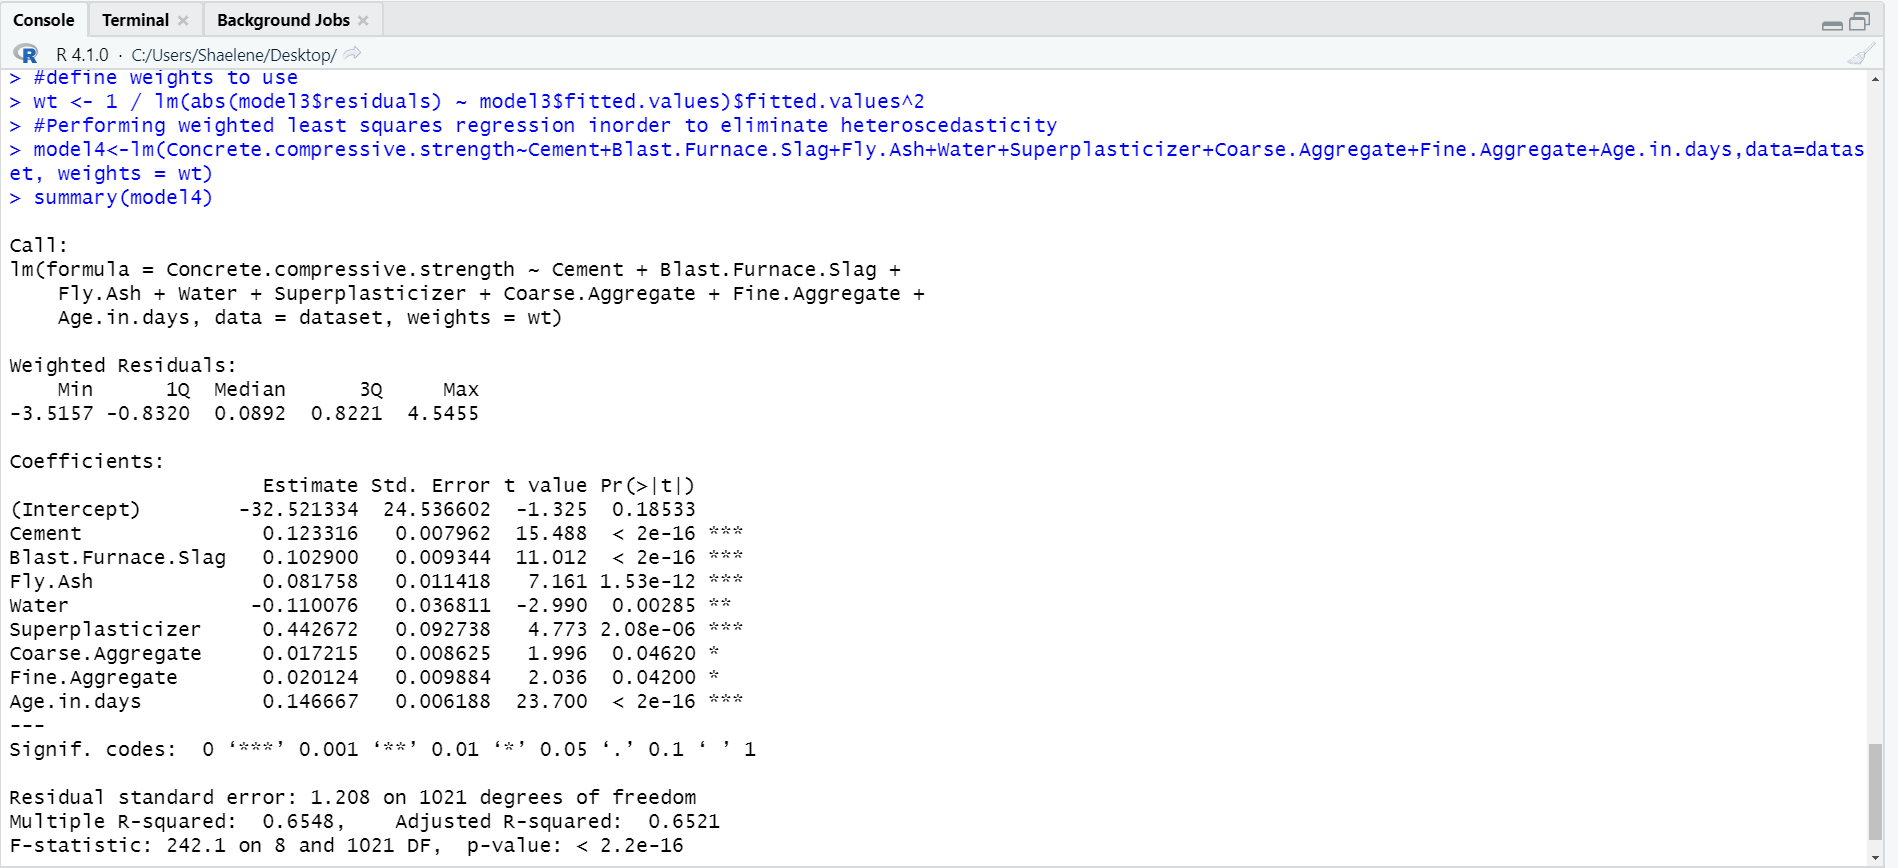 Console Terminal Background Jobs
R R 4.1.0 · C:/Users/Shaelene/Desktop/
> #define weights to use
> wt <- 1 / lm(abs(model3$residuals) ~ model3$fitted.values)$fitted.values^2
> #Performing weighted least squares regression inorder to eliminate heteroscedasticity
> model4<-lm(Concrete.compressive.strength~Cement+Blast.Furnace.Slag+Fly.Ash+Water+Superplasticizer+Coarse.Aggregate+Fine.Aggregate+Age.in.days,data=datas
et, weights = wt)
> summary(model4)
Call:
lm(formula = Concrete.compressive.strength ~ Cement + Blast.Furnace.Slag +
    Fly.Ash + Water + Superplasticizer + Coarse.Aggregate + Fine.Aggregate +
    Age.in.days, data = dataset, weights = wt)
Weighted Residuals:
    Min      1Q  Median      3Q     Max
-3.5157 -0.8320  0.0892  0.8221  4.5455
Coefficients:
                     Estimate Std. Error t value Pr(>|t|)
(Intercept)        -32.521334  24.536602  -1.325  0.18533
Cement               0.123316   0.007962  15.488  < 2e-16 ***
Blast.Furnace.Slag   0.102900   0.009344  11.012  < 2e-16 ***
Fly.Ash              0.081758   0.011418   7.161 1.53e-12 ***
Water               -0.110076   0.036811  -2.990  0.00285 **
Superplasticizer     0.442672   0.092738   4.773 2.08e-06 ***
Coarse.Aggregate     0.017215   0.008625   1.996  0.04620 *
Fine.Aggregate       0.020124   0.009884   2.036  0.04200 *
Age.in.days          0.146667   0.006188  23.700  < 2e-16 ***
---
Signif. codes:  0 ‘***’ 0.001 ‘**’ 0.01 ‘*’ 0.05 ‘.’ 0.1 ‘ ’ 1
Residual standard error: 1.208 on 1021 degrees of freedom
Multiple R-squared:  0.6548,    Adjusted R-squared:  0.6521
F-statistic: 242.1 on 8 and 1021 DF,  p-value: < 2.2e-16